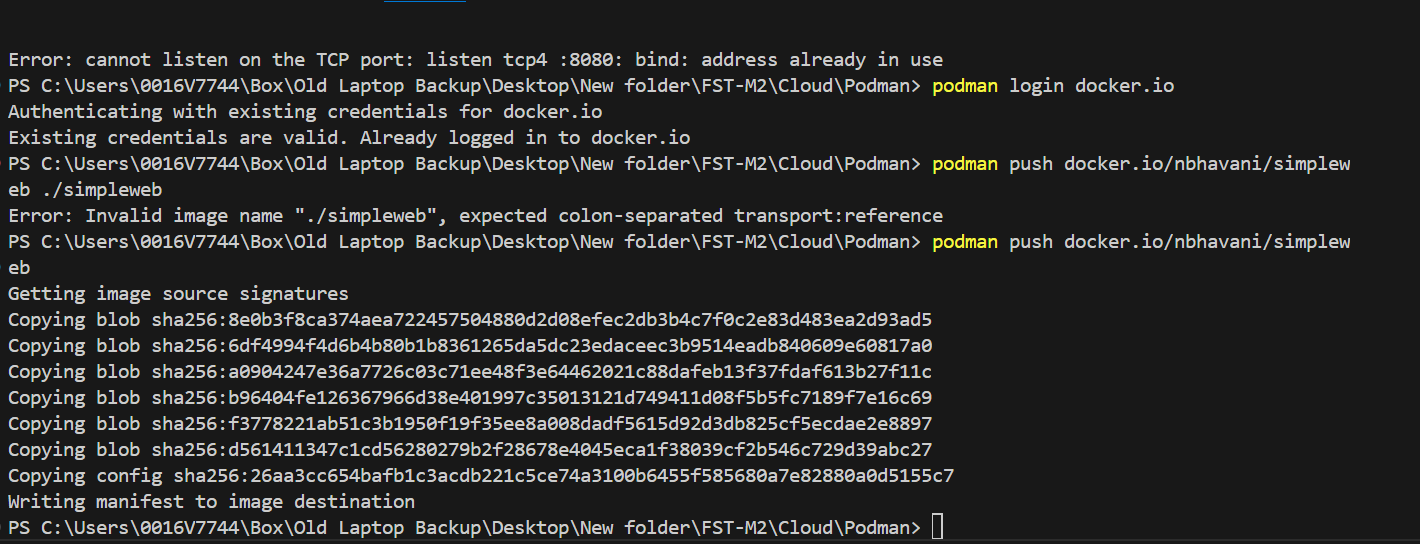 Error: cannot listen on the TCP port: listen tcp4 :8080: bind: address already in use
PS C:\Users\0016V7744\Box\Old Laptop Backup\Desktop\New folder\FST-M2\Cloud\Podman> podman login docker.io
Authenticating with existing credentials for docker.io
Existing credentials are valid. Already logged in to docker.io
PS C:\Users\0016V7744\Box\Old Laptop Backup\Desktop\New folder\FST-M2\Cloud\Podman> podman push docker.io/nbhavani/simplew
eb ./simpleweb
Error: Invalid image name "./simpleweb", expected colon-separated transport:reference
PS C:\Users\0016V7744\Box\Old Laptop Backup\Desktop\New folder\FST-M2\Cloud\Podman> podman push docker.io/nbhavani/simplew
eb
Getting image source signatures
Copying blob sha256:8e0b3f8ca374aea722457504880d2d08efec2db3b4c7f0c2e83d483ea2d93ad5
Copying blob sha256:6df4994f4d6b4b80b1b8361265da5dc23edaceec3b9514eadb840609e60817a0
Copying blob sha256:a0904247e36a7726c03c71ee48f3e64462021c88dafeb13f37fdaf613b27f11c
Copying blob sha256:b96404fe126367966d38e401997c35013121d749411d08f5b5fc7189f7e16c69
Copying blob sha256:f3778221ab51c3b1950f19f35ee8a008dadf5615d92d3db825cf5ecdae2e8897
Copying blob sha256:d561411347c1cd56280279b2f28678e4045eca1f38039cf2b546c729d39abc27
Copying config sha256:26aa3cc654bafb1c3acdb221c5ce74a3100b6455f585680a7e82880a0d5155c7
Writing manifest to image destination
PS C:\Users\0016V7744\Box\Old Laptop Backup\Desktop\New folder\FST-M2\Cloud\Podman>